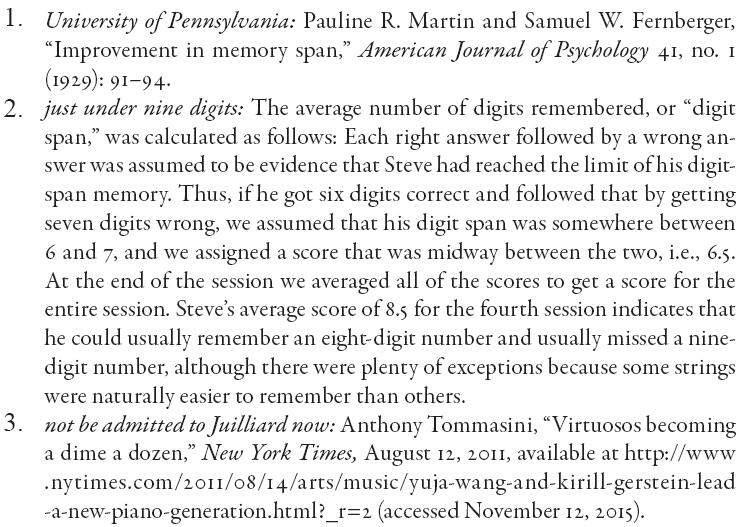 1. University of Pennsylvania: Pauline R. Martin and Samuel W. Fernberger,
“Improvement in memory span,” American Journal of Psychology 41, no. 1
(1929): 91–94.
2. just under nine digits: The average number of digits remembered, or “digit
span,” was calculated as follows: Each right answer followed by a wrong an-
swer was assumed to be evidence that Steve had reached the limit of his digit-
span memory. Thus, if he got six digits correct and followed that by getting
seven digits wrong, we assumed that his digit span was somewhere between
6 and 7, and we assigned a score that was midway between the two, i.e., 6.5.
At the end of the session we averaged all of the scores to get a score for the
entire session. Steve’s average score of 8.5 for the fourth session indicates that
he could usually remember an eight-digit number and usually missed a nine-
digit number, although there were plenty of exceptions because some strings
were naturally easier to remember than others.
3. not be admitted to Juilliard now: Anthony Tommasini, “Virtuosos becoming
a dime a dozen,” New York Times, August 12, 2011, available at http://www
.nytimes.com/2011/08/14/arts/music/yuja-wang-and-kirill-gerstein-lead
-a-new-piano-generation.html?_r=2 (accessed November 12, 2015).